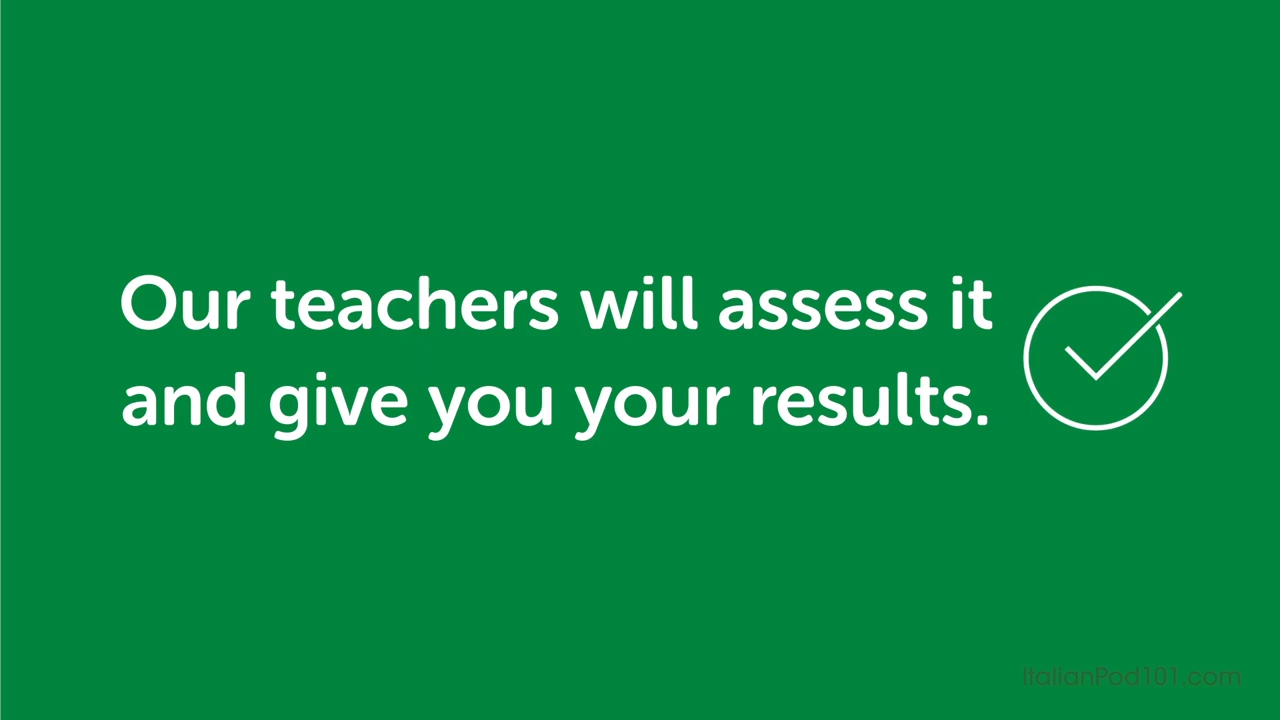 Our teachers will assess it
and give you your results.
ItalianPod101.com